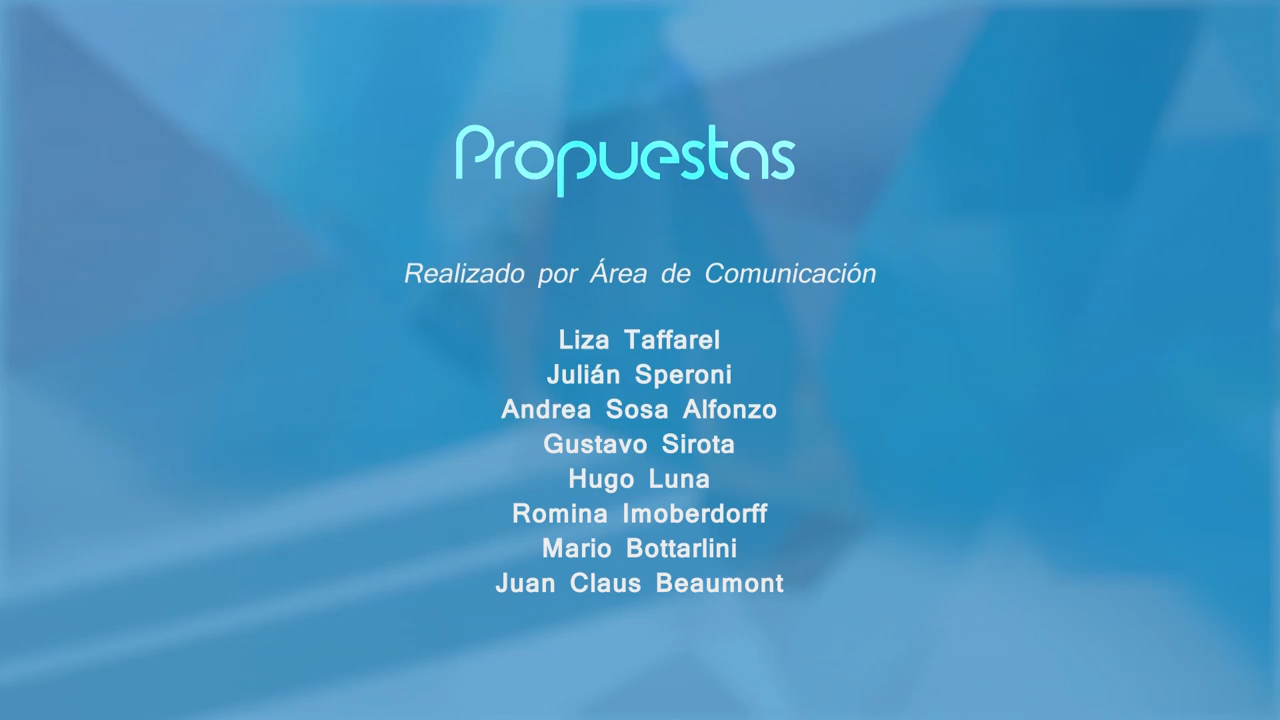 Propuestas
Realizado por Área de Comunicación
Liza Taffarel
Julián Speroni
Andrea Sosa Alfonzo
Gustavo Sirota
Hugo Luna
Romina Imoberdorff
Mario Bottarlini
Juan Claus Beaumont